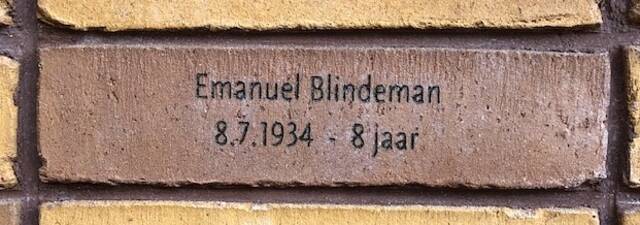 Emanuel Blindeman
8.7.1934 - 8 jaar